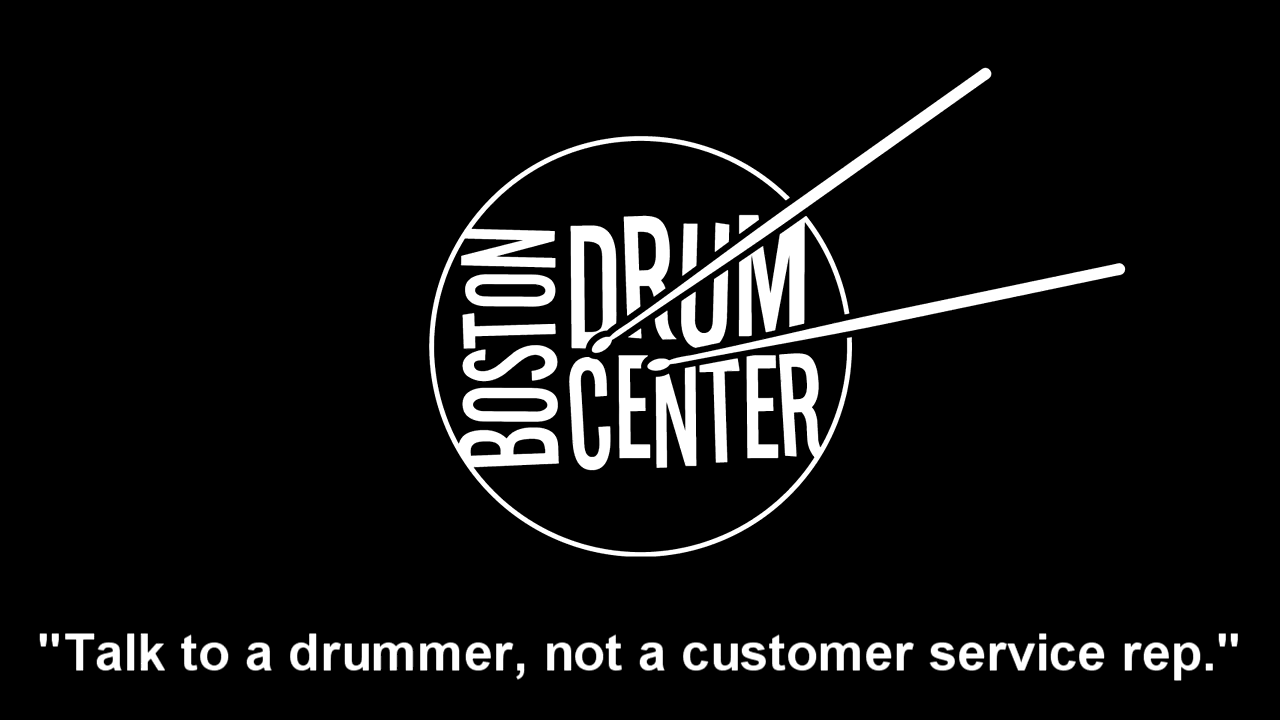 BOSTON
DRUM
CENTER
"Talk to a drummer, not a customer service rep."